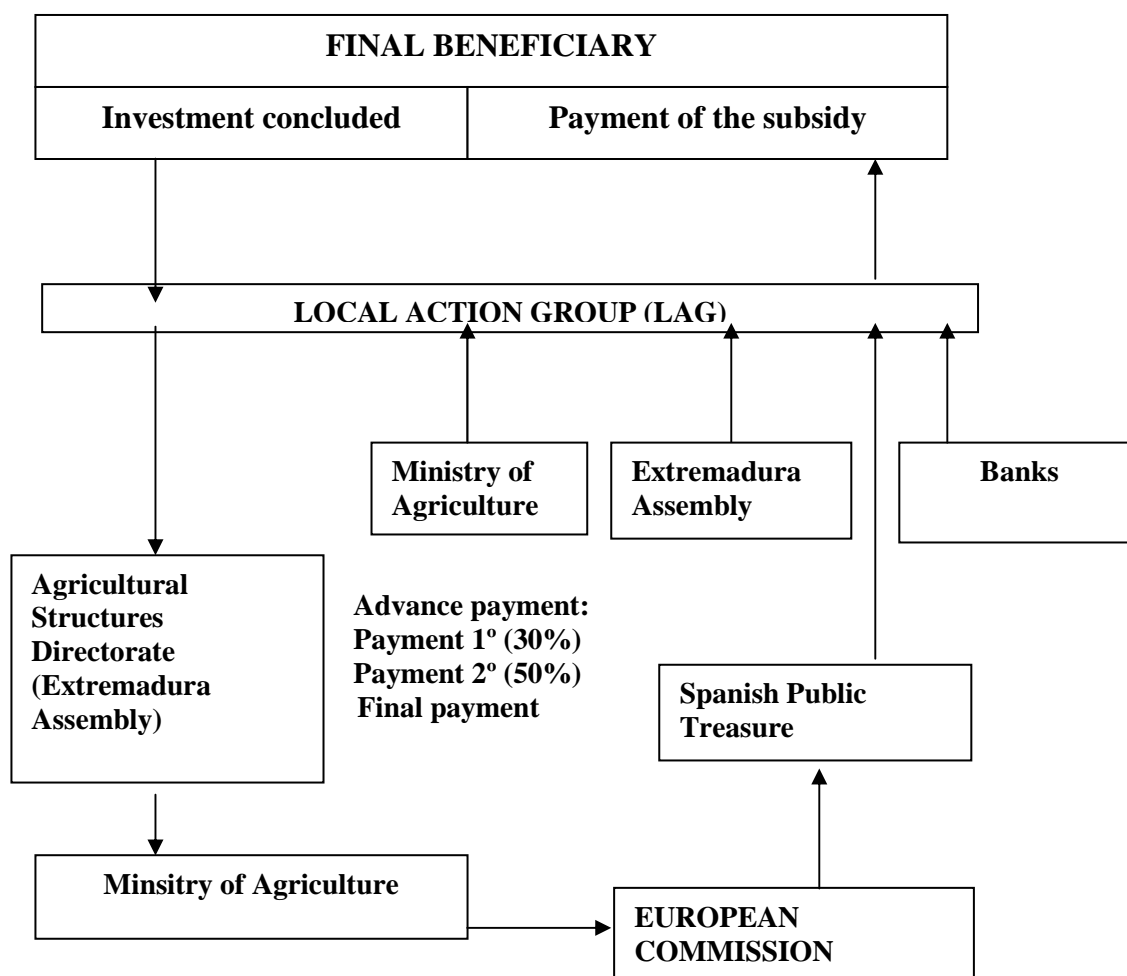 FINAL BENEFICIARY
Investment concluded
Payment of the subsidy
LOCAL ACTION GROUP (LAG)
Ministry of
Agriculture
Extremadura
Assembly
Banks
Agricultural
Structures
Directorate
(Extremadura
Assembly)
Advance payment:
Payment 1º (30%)
Payment 2º (50%)
Final payment
Spanish Public
Treasure
Minsitry of Agriculture
EUROPEAN
COMMISSION